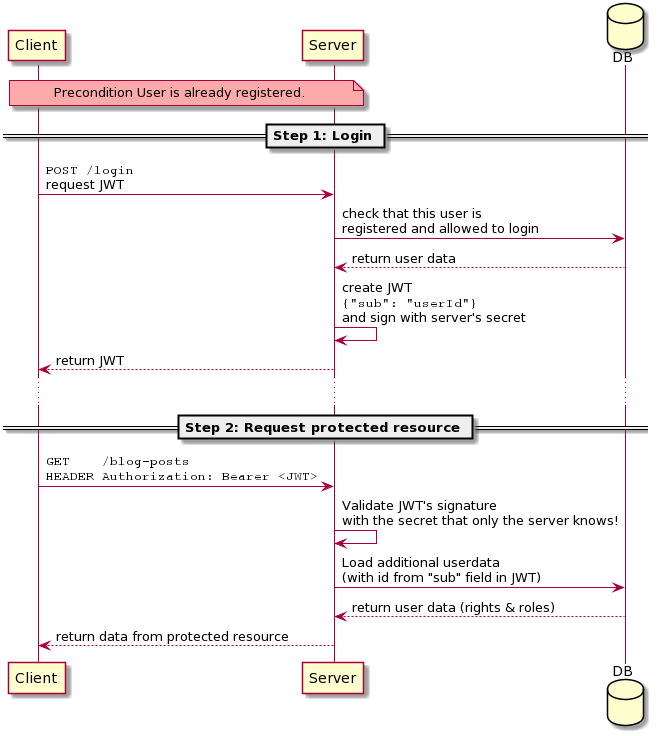 Client
Server
DB
Precondition User is already registered.
Step 1: Login
POST /login
request JWT
check that this user is
registered and allowed to login
return user data
create JWT
{"sub": "userId"}
and sign with server's secret
return JWT
Step 2: Request protected resource
GET    /blog-posts
HEADER Authorization: Bearer <JWT>
Validate JWT's signature
with the secret that only the server knows!
Load additional userdata
(with id from "sub" field in JWT)
return user data (rights & roles)
return data from protected resource
Client
Server
DB